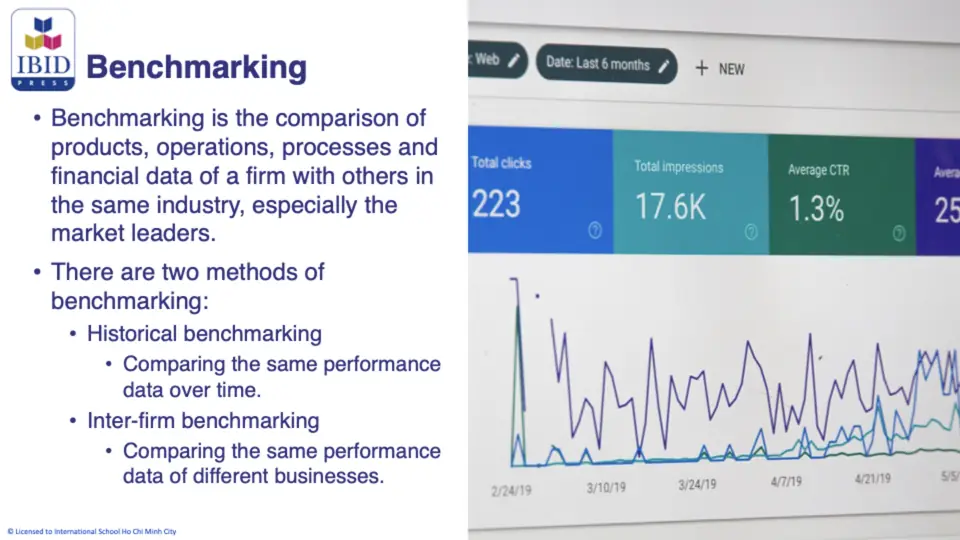 IBID
PRESS
Benchmarking
• Benchmarking is the comparison of
products, operations, processes and
financial data of a firm with others in
the same industry, especially the
market leaders.
• There are two methods of
benchmarking:
• Historical benchmarking
• Comparing the same performance
data over time.
• Inter-firm benchmarking
• Comparing the same performance
data of different businesses.
© Licensed to International School Ho Chi Minh City
: Web
Date: Last 6 months
+ NEW
Total clicks
223
Total impressions
17.6K
Average CTR
1.3%
Avera
25
2/24/19
3/10/19
3/24/19
4/7/19
4/21/19
5/5/